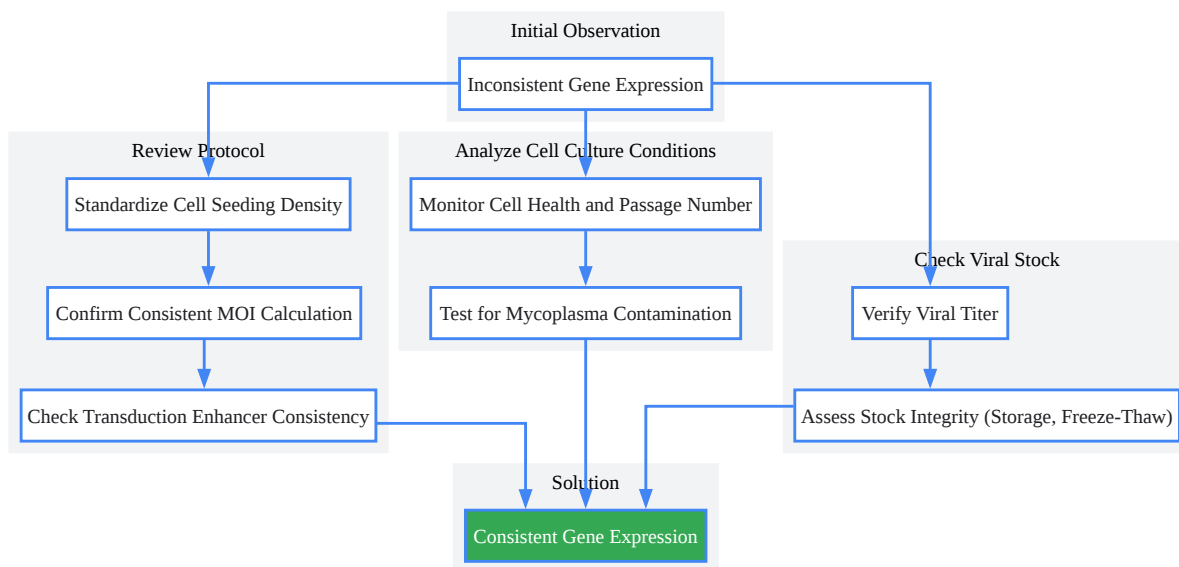 Initial Observation
Inconsistent Gene Expression
Review Protocol
Standardize Cell Seeding Density
Confirm Consistent MOI Calculation
Check Transduction Enhancer Consistency
Analyze Cell Culture Conditions
Monitor Cell Health and Passage Number
Test for Mycoplasma Contamination
Check Viral Stock
Verify Viral Titer
Assess Stock Integrity (Storage, Freeze-Thaw)
Solution
Consistent Gene Expression